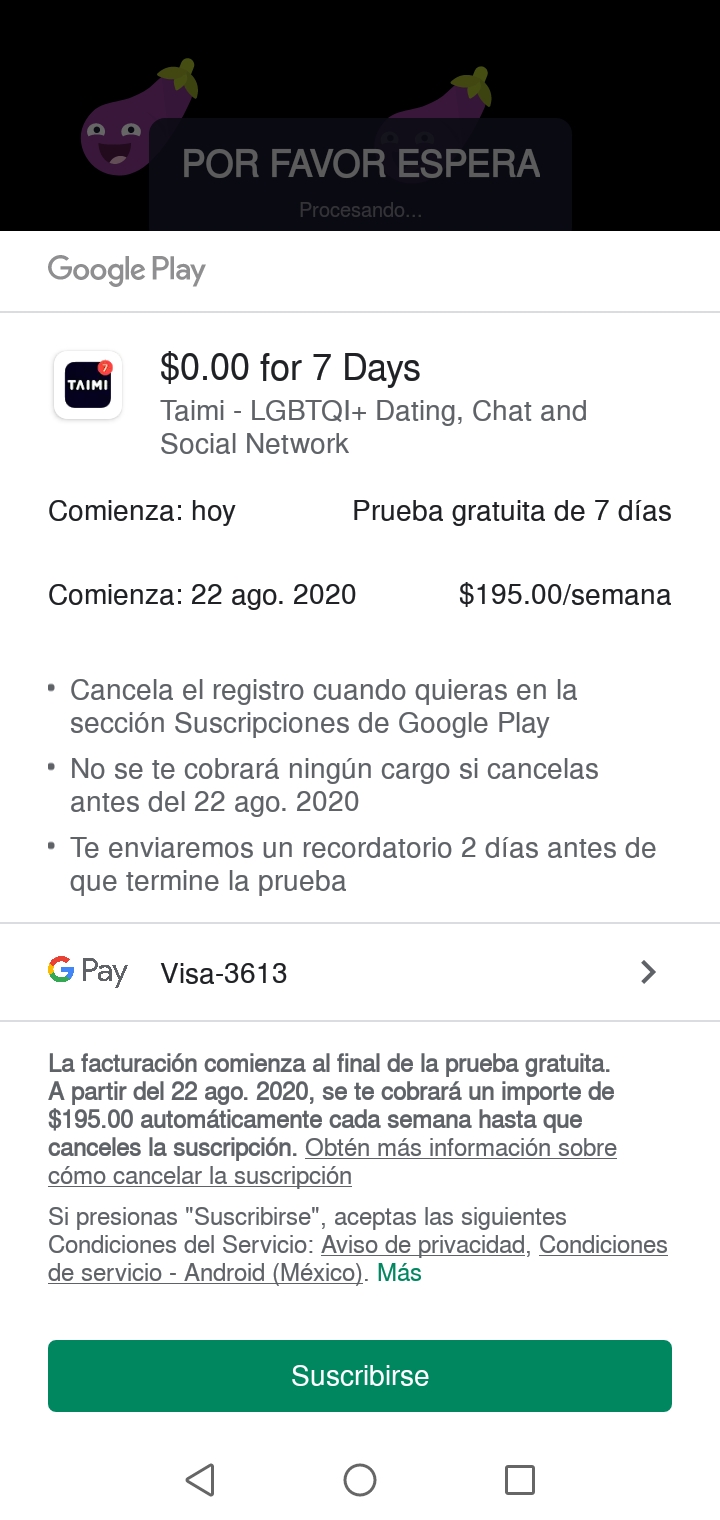 POR FAVOR ESPERA
Procesando...
Google Play
7
TAIMI
$0.00 for 7 Days
Taimi - LGBTQI+ Dating, Chat and
Social Network
Comienza: hoy Prueba gratuita de 7 días
Comienza: 22 ago. 2020 $195.00/semana
• Cancela el registro cuando quieras en la
sección Suscripciones de Google Play
• No se te cobrará ningún cargo si cancelas
antes del 22 ago. 2020
• Te enviaremos un recordatorio 2 días antes de
que termine la prueba
G Pay Visa-3613
La facturación comienza al final de la prueba gratuita.
A partir del 22 ago. 2020, se te cobrará un importe de
$195.00 automáticamente cada semana hasta que
canceles la suscripción. Obtén más información sobre
cómo cancelar la suscripción
Si presionas "Suscribirse", aceptas las siguientes
Condiciones del Servicio: Aviso de privacidad, Condiciones
de servicio - Android (México). Más
Suscribirse